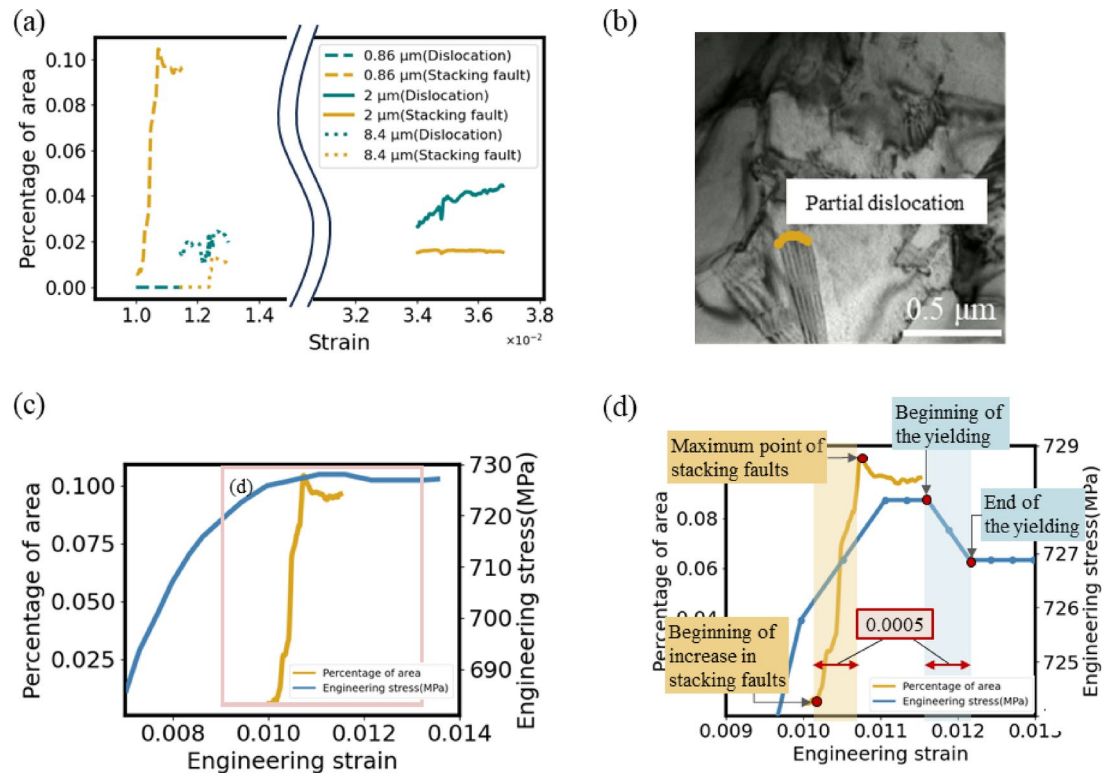 (a)
0.10
0.08
0.06
0.04
0.02
0.00
Percentage of area
0.86 μm(Dislocation)
0.86 μm(Stacking fault)
2 μm(Dislocation)
2 μm(Stacking fault)
8.4 μm(Dislocation)
8.4 μm(Stacking fault)
1.0 1.2 1.4 3.2 3.4 3.6 3.8
Strain
×10⁻²
(b)
Partial dislocation
0.5 μm
(c)
0.100
0.075
0.050
0.025
Percentage of area
(d)
730
720
710
700
690
Engineering stress(MPa)
Percentage of area
Engineering stress(MPa)
0.008 0.010 0.012 0.014
Engineering strain
(d)
Maximum point of
stacking faults
Beginning of
the yielding
End of
the yielding
0.08
0.06
0.04
Percentage of area
729
727
726
725
Engineering stress(MPa)
0.0005
Beginning of
increase in
stacking faults
Percentage of area
Engineering stress(MPa)
0.009 0.010 0.011 0.012
Engineering strain